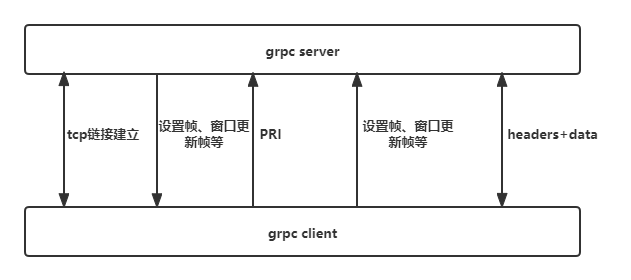 grpc server
tcp链接建立
设置帧、窗口更
新帧等
PRI
设置帧、窗口更
新帧等
headers+data
grpc client